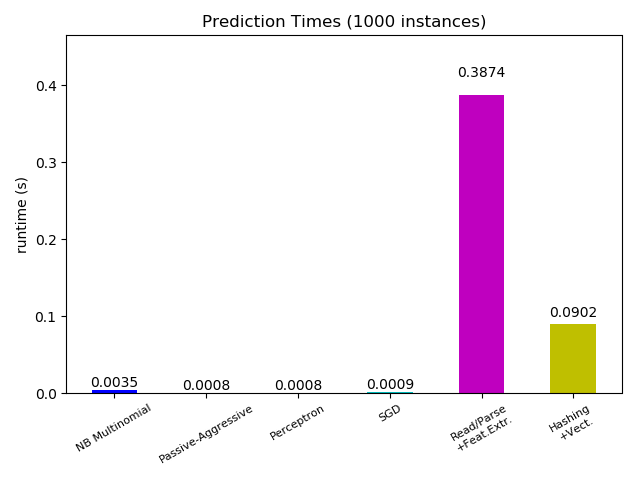 Prediction Times (1000 instances)
runtime (s)
0.4
0.3
0.2
0.1
0.0
0.0035
0.0008
0.0008
0.0009
0.3874
0.0902
NB Multinomial
Passive-Aggressive
Perceptron
SGD
Read/Parse
+Feat.Extr.
Hashing
+Vect.